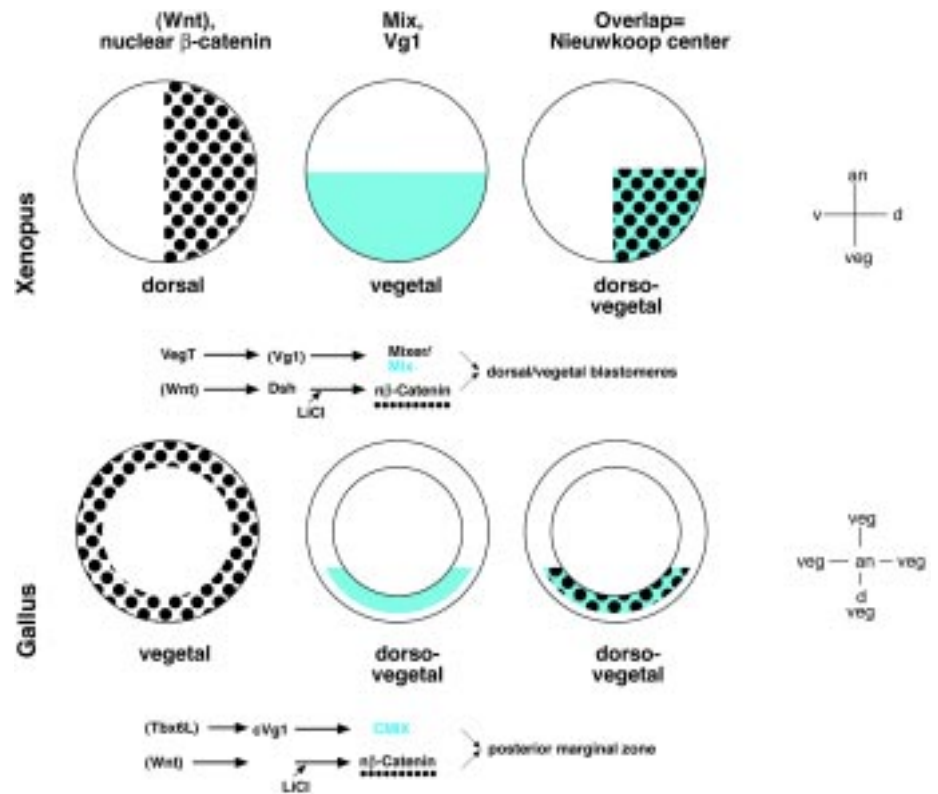 (Wnt),
nuclear β-catenin
Mix,
Vg1
Overlap=
Nieuwkoop center
Xenopus
dorsal
vegetal
dorso-
vegetal
an
v
d
veg
VegT
(Vg1)
Mixer/
Mix
dorsal/vegetal blastomeres
(Wnt)
Dsh
nβ-Catenin
LiCl
Gallus
vegetal
dorso-
vegetal
dorso-
vegetal
veg
veg
an
veg
d
veg
(Tbx6L)
cVg1
CMIX
posterior marginal zone
(Wnt)
nβ-Catenin
LiCl